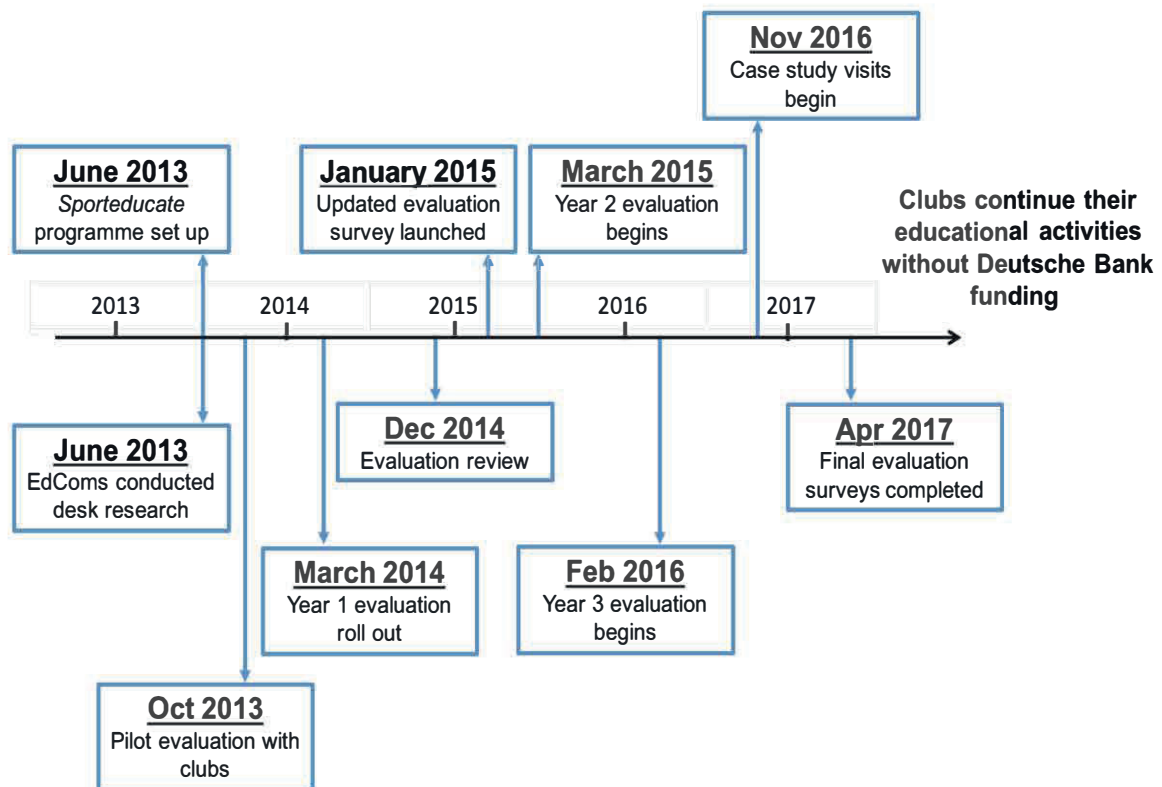 Nov 2016
Case study visits
begin
June 2013
Sporteducate
programme set up
January 2015
Updated evaluation
survey launched
March 2015
Year 2 evaluation
begins
Clubs continue their
educational activities
without Deutsche Bank
funding
2013
2014
2015
2016
2017
June 2013
EdComs conducted
desk research
Dec 2014
Evaluation review
Apr 2017
Final evaluation
surveys completed
March 2014
Year 1 evaluation
roll out
Feb 2016
Year 3 evaluation
begins
Oct 2013
Pilot evaluation with
clubs